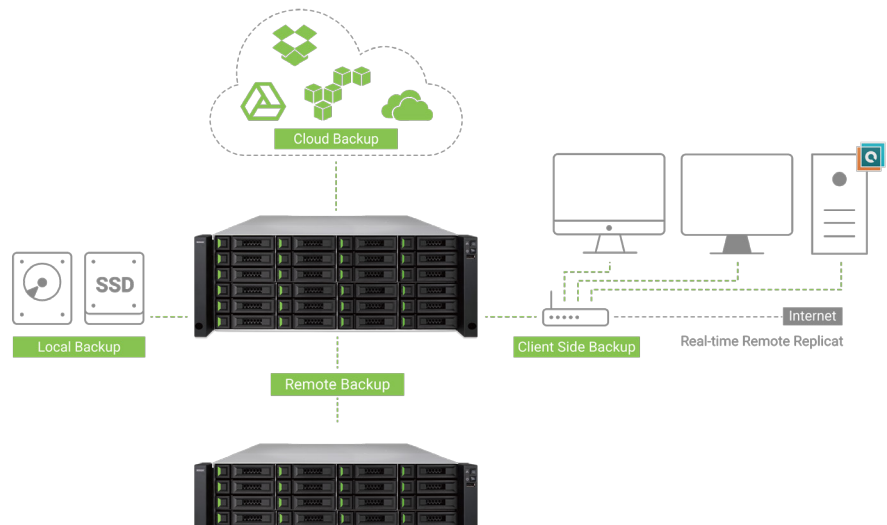 Cloud Backup
SSD
Local Backup
Client Side Backup
Internet
Real-time Remote Replicat
Remote Backup